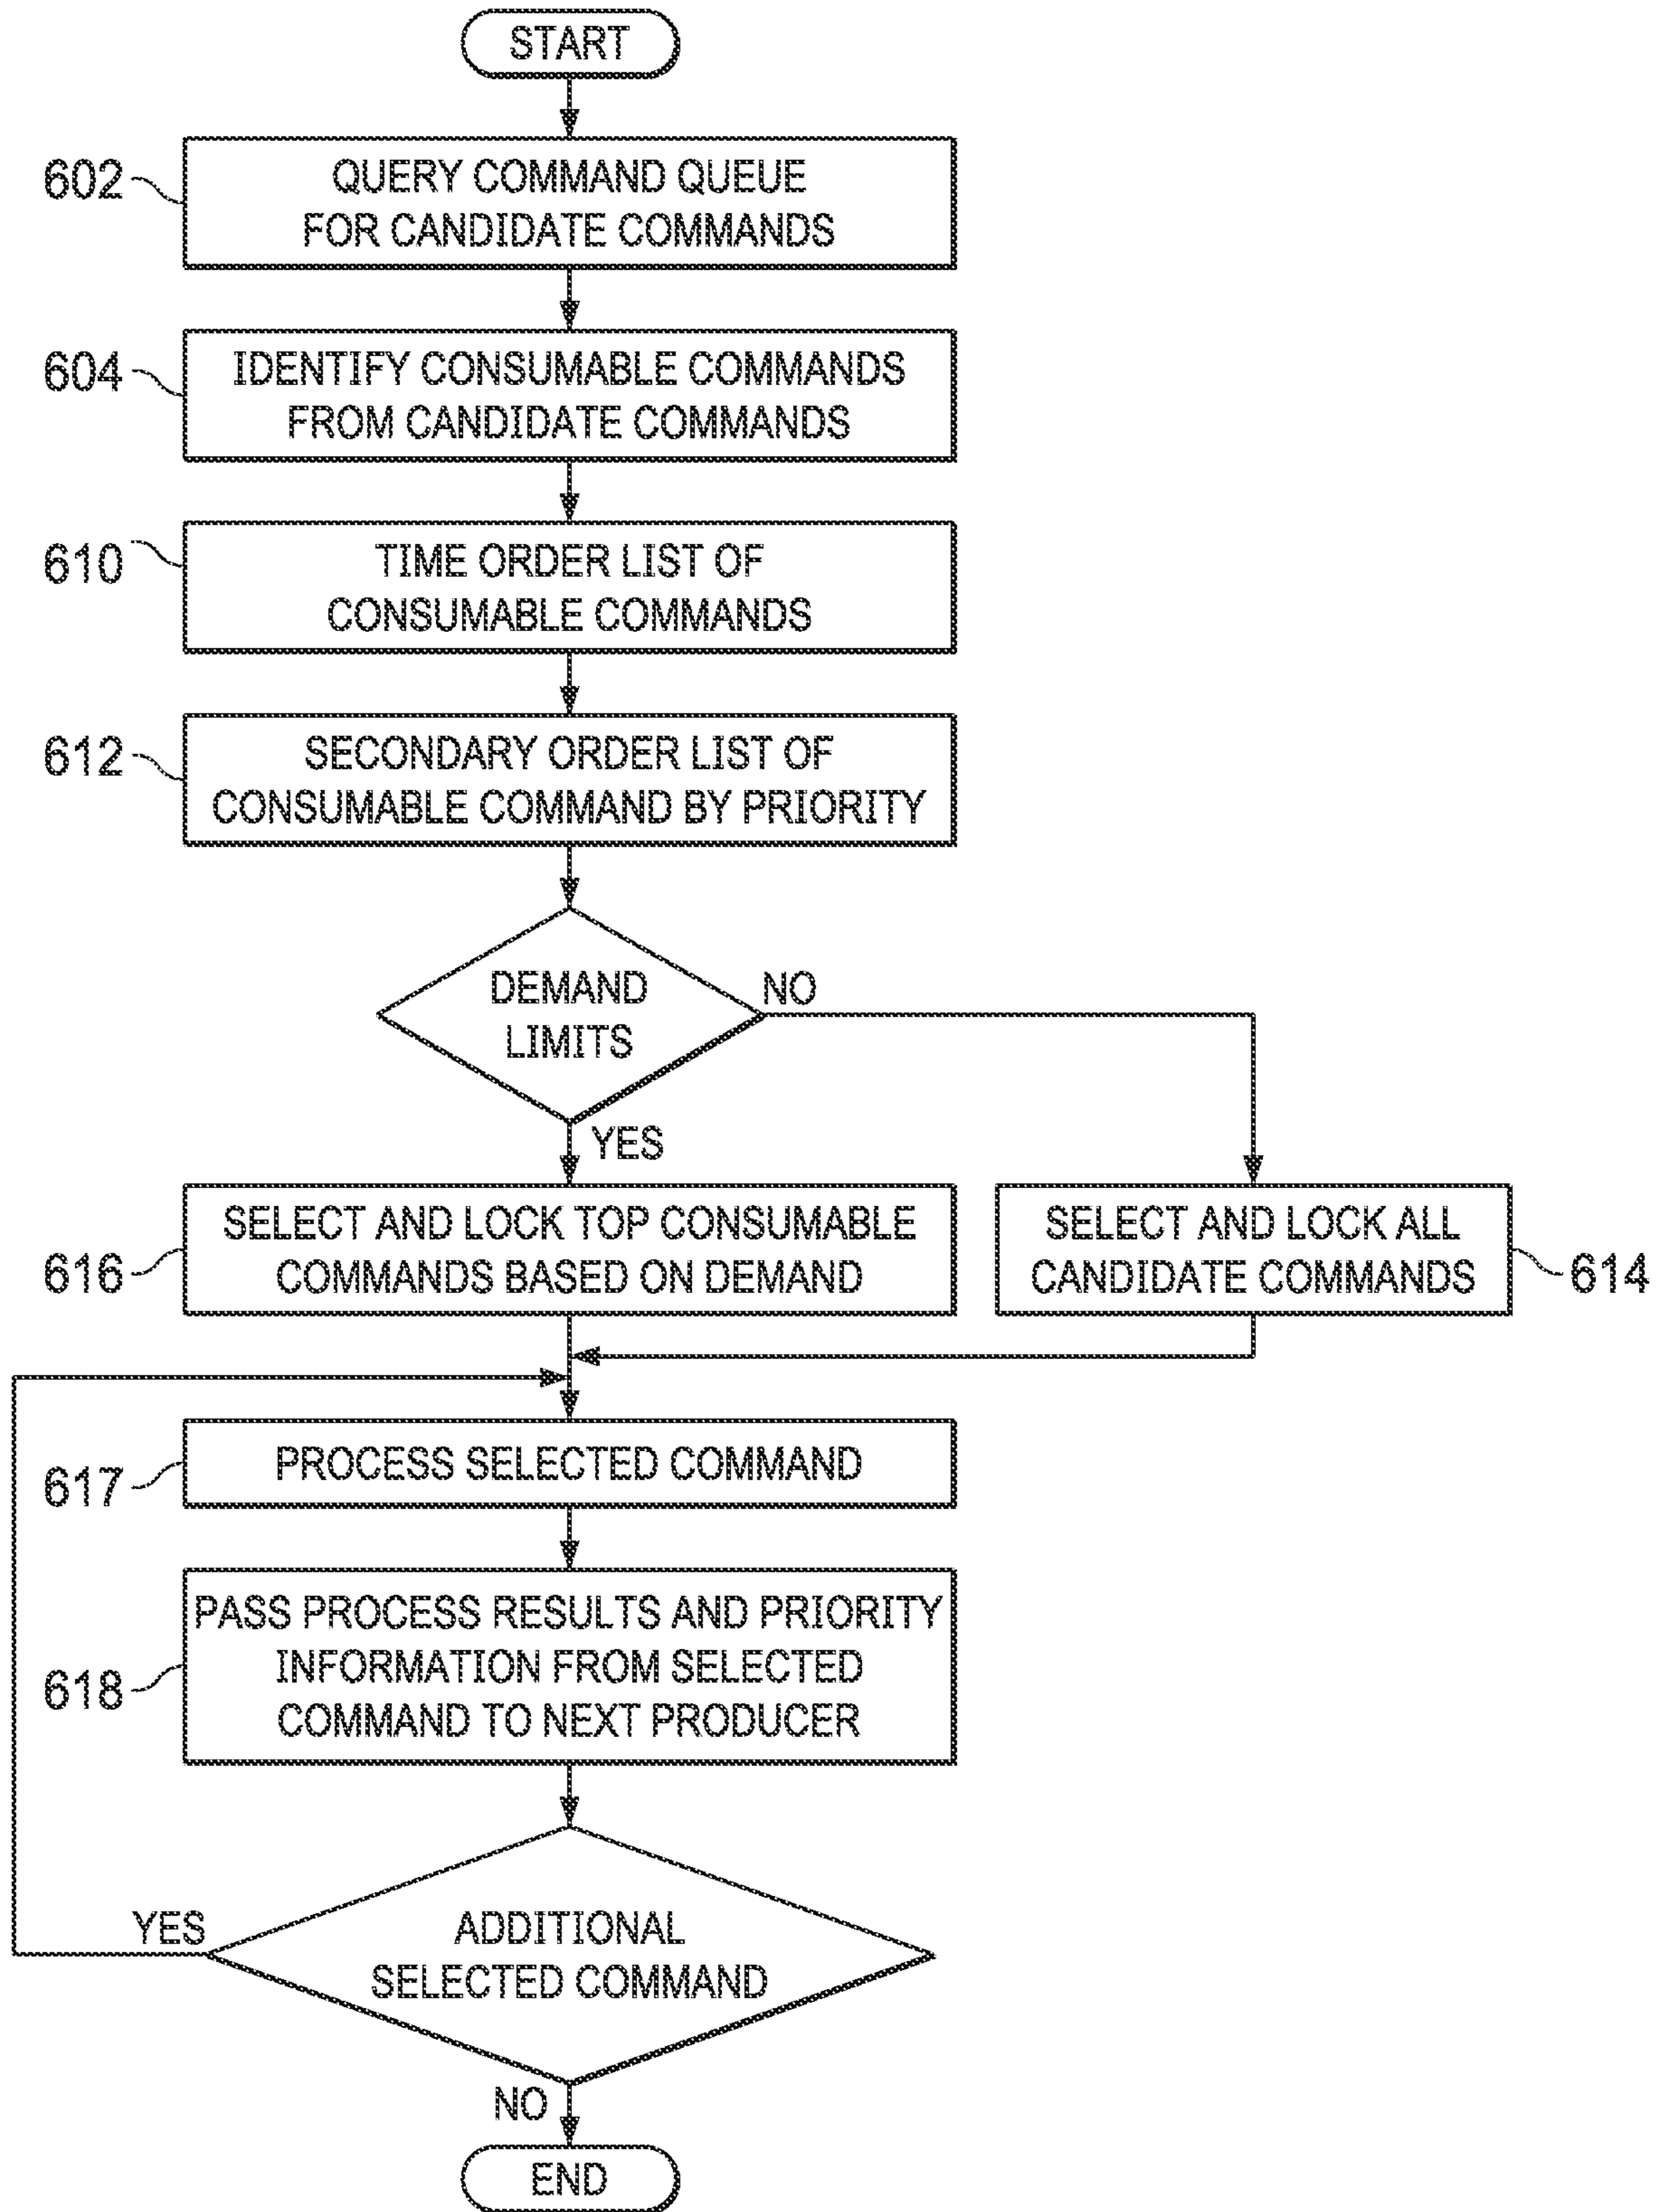 START
602
QUERY COMMAND QUEUE
FOR CANDIDATE COMMANDS
604
IDENTIFY CONSUMABLE COMMANDS
FROM CANDIDATE COMMANDS
610
TIME ORDER LIST OF
CONSUMABLE COMMANDS
612
SECONDARY ORDER LIST OF
CONSUMABLE COMMAND BY PRIORITY
DEMAND
LIMITS
NO
YES
616
SELECT AND LOCK TOP CONSUMABLE
COMMANDS BASED ON DEMAND
SELECT AND LOCK ALL
CANDIDATE COMMANDS
614
617
PROCESS SELECTED COMMAND
618
PASS PROCESS RESULTS AND PRIORITY
INFORMATION FROM SELECTED
COMMAND TO NEXT PRODUCER
YES
ADDITIONAL
SELECTED COMMAND
NO
END